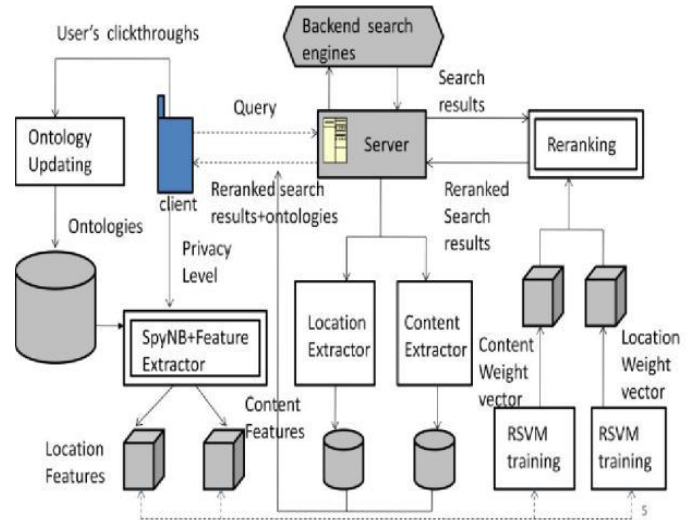 User's clickthroughs
Backend search
engines
Search
results
Query
Ontology
Updating
Server
Reranking
client
Reranked search
results+ontologies
Reranked
Search
results
Ontologies
Privacy
Level
SpyNB+Feature
Extractor
Location
Extractor
Content
Extractor
Content
Weight
vector
Location
Weight
vector
Content
Features
Location
Features
RSVM
training
RSVM
training
5